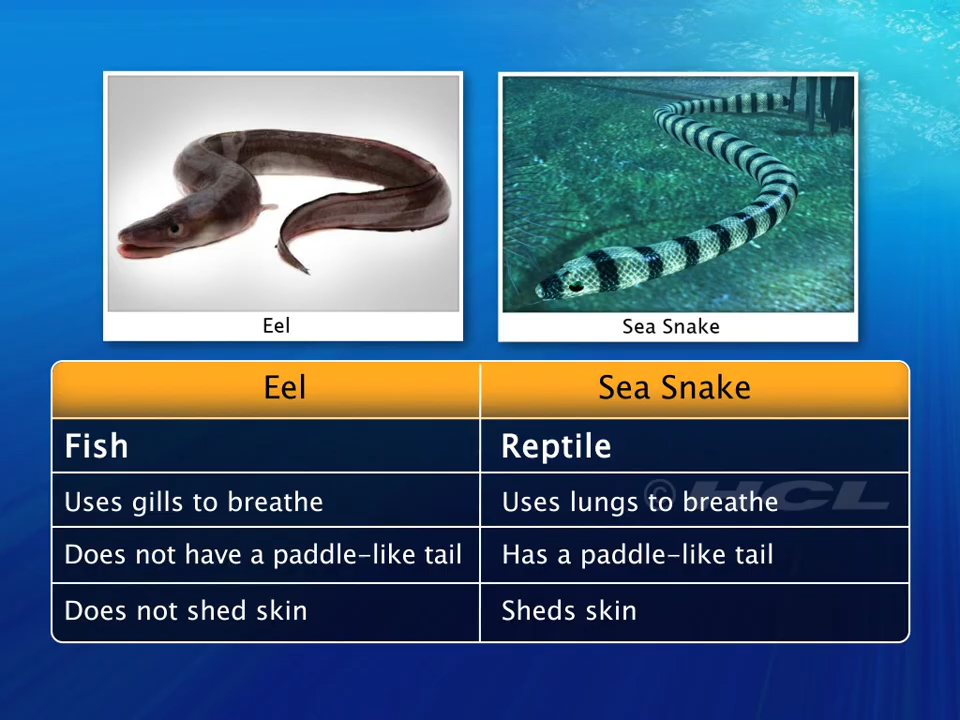 Eel
Sea Snake
Eel
Sea Snake
Fish
Reptile
Uses gills to breathe
Uses lungs to breathe
© HCL
Does not have a paddle-like tail
Has a paddle-like tail
Does not shed skin
Sheds skin